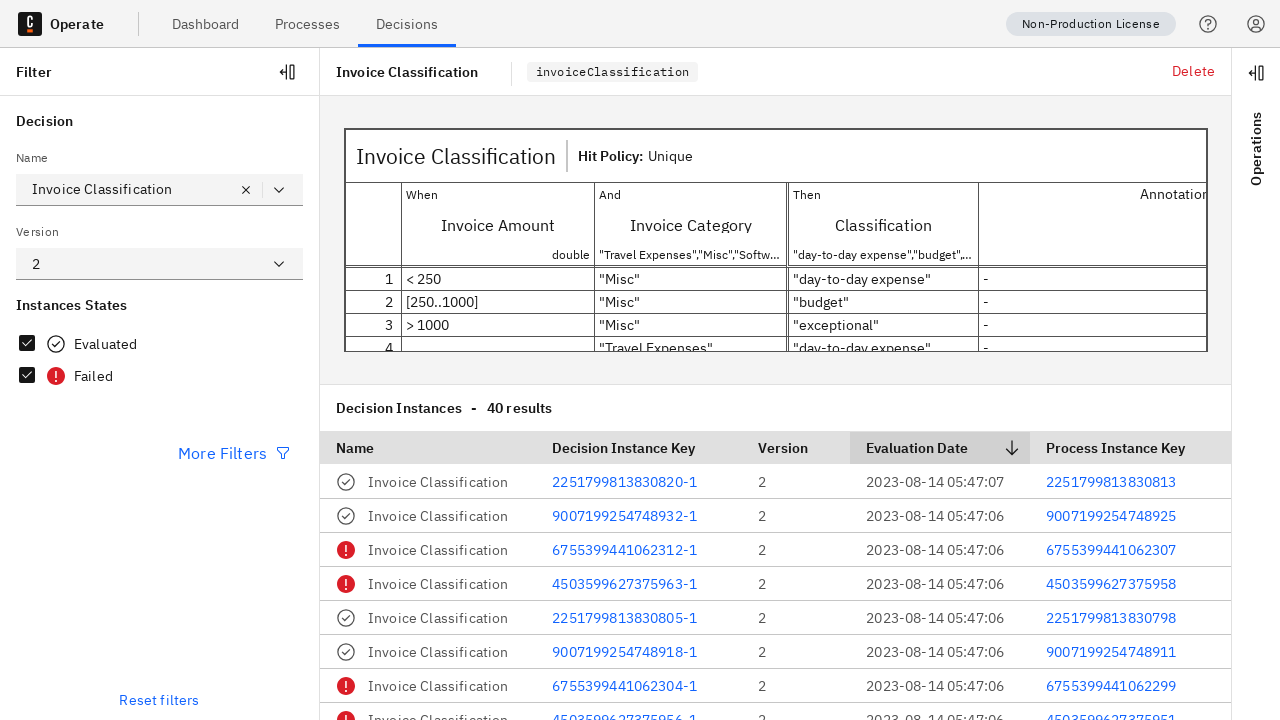 Operate
Dashboard
Processes
Decisions
Non-Production License
Filter
Decision
Name
Invoice Classification
Version
2
Instances States
Evaluated
Failed
More Filters
Reset filters
Invoice Classification
invoiceClassification
Delete
Operations
Invoice Classification
Hit Policy: Unique
When And Then Annotation
Invoice Amount Invoice Category Classification
double "Travel Expenses","Misc","Softw... "day-to-day expense","budget",...
1 < 250 "Misc" "day-to-day expense" -
2 [250..1000] "Misc" "budget" -
3 > 1000 "Misc" "exceptional" -
4 "Travel Expenses" "day-to-day expense" -
Decision Instances - 40 results
Name Decision Instance Key Version Evaluation Date Process Instance Key
Invoice Classification 2251799813830820-1 2 2023-08-14 05:47:07 2251799813830813
Invoice Classification 9007199254748932-1 2 2023-08-14 05:47:06 9007199254748925
Invoice Classification 6755399441062312-1 2 2023-08-14 05:47:06 6755399441062307
Invoice Classification 4503599627375963-1 2 2023-08-14 05:47:06 4503599627375958
Invoice Classification 2251799813830805-1 2 2023-08-14 05:47:06 2251799813830798
Invoice Classification 9007199254748918-1 2 2023-08-14 05:47:06 9007199254748911
Invoice Classification 6755399441062304-1 2 2023-08-14 05:47:06 6755399441062299
Invoice Classification 4503599627375956-1 2 2023-08-14 05:47:06 4503599627375951